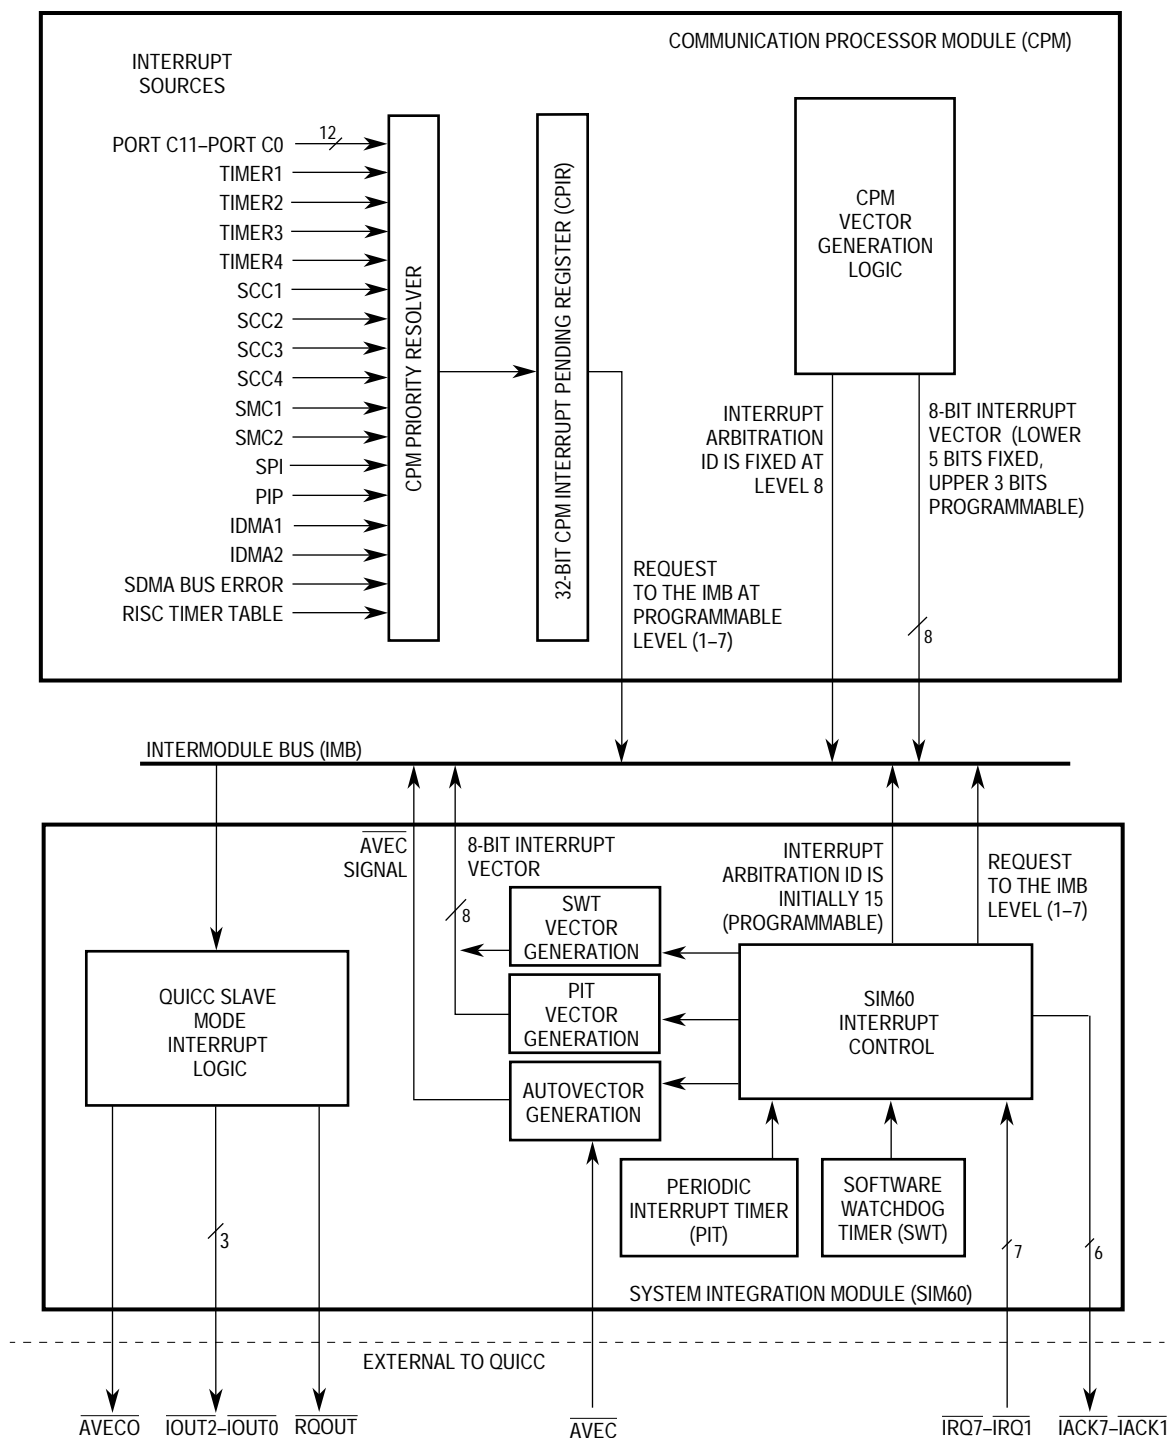 COMMUNICATION PROCESSOR MODULE (CPM)
INTERRUPT
SOURCES
PORT C11–PORT C0
12
TIMER1
TIMER2
TIMER3
TIMER4
SCC1
SCC2
SCC3
SCC4
SMC1
SMC2
SPI
PIP
IDMA1
IDMA2
SDMA BUS ERROR
RISC TIMER TABLE
CPM PRIORITY RESOLVER
32-BIT CPM INTERRUPT PENDING REGISTER (CPIR)
REQUEST
TO THE IMB AT
PROGRAMMABLE
LEVEL (1–7)
CPM
VECTOR
GENERATION
LOGIC
INTERRUPT
ARBITRATION
ID IS FIXED AT
LEVEL 8
8-BIT INTERRUPT
VECTOR (LOWER
5 BITS FIXED,
UPPER 3 BITS
PROGRAMMABLE)
8
INTERMODULE BUS (IMB)
AVEC
SIGNAL
8-BIT INTERRUPT
VECTOR
8
INTERRUPT
ARBITRATION ID IS
INITIALLY 15
(PROGRAMMABLE)
REQUEST
TO THE IMB
LEVEL (1–7)
QUICC SLAVE
MODE
INTERRUPT
LOGIC
SWT
VECTOR
GENERATION
PIT
VECTOR
GENERATION
AUTOVECTOR
GENERATION
SIM60
INTERRUPT
CONTROL
PERIODIC
INTERRUPT TIMER
(PIT)
SOFTWARE
WATCHDOG
TIMER (SWT)
3
7
6
SYSTEM INTEGRATION MODULE (SIM60)
EXTERNAL TO QUICC
AVECO
IOUT2–IOUT0
RQOUT
AVEC
IRQ7–IRQ1
IACK7–IACK1